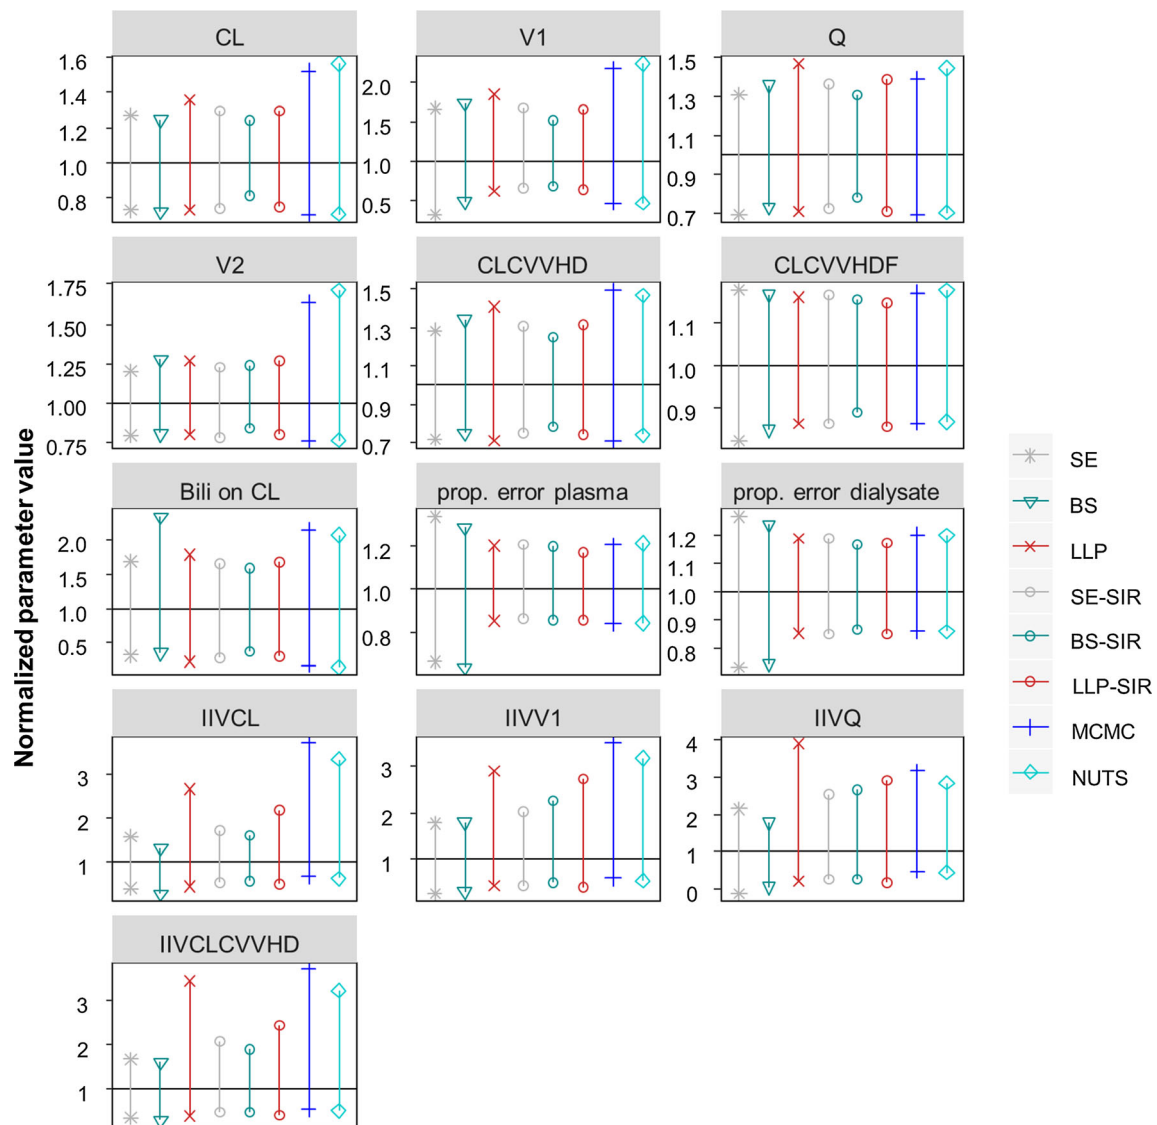 CL
V1
Q
1.6
1.4
1.2
1.0
0.8
2.0
1.5
1.0
0.5
1.5
1.3
1.1
0.9
0.7
V2
CLCVVHD
CLCVVHDF
1.75
1.50
1.25
1.00
0.75
1.5
1.3
1.1
0.9
0.7
1.1
1.0
0.9
Normalized parameter value
Bili on CL
prop. error plasma
prop. error dialysate
2.0
1.5
1.0
0.5
1.2
1.0
0.8
1.2
1.1
1.0
0.9
0.8
IIVCL
IIVV1
IIVQ
3
2
1
3
2
1
4
3
2
1
0
IIVCLCVVHD
3
2
1
SE
BS
LLP
SE-SIR
BS-SIR
LLP-SIR
MCMC
NUTS